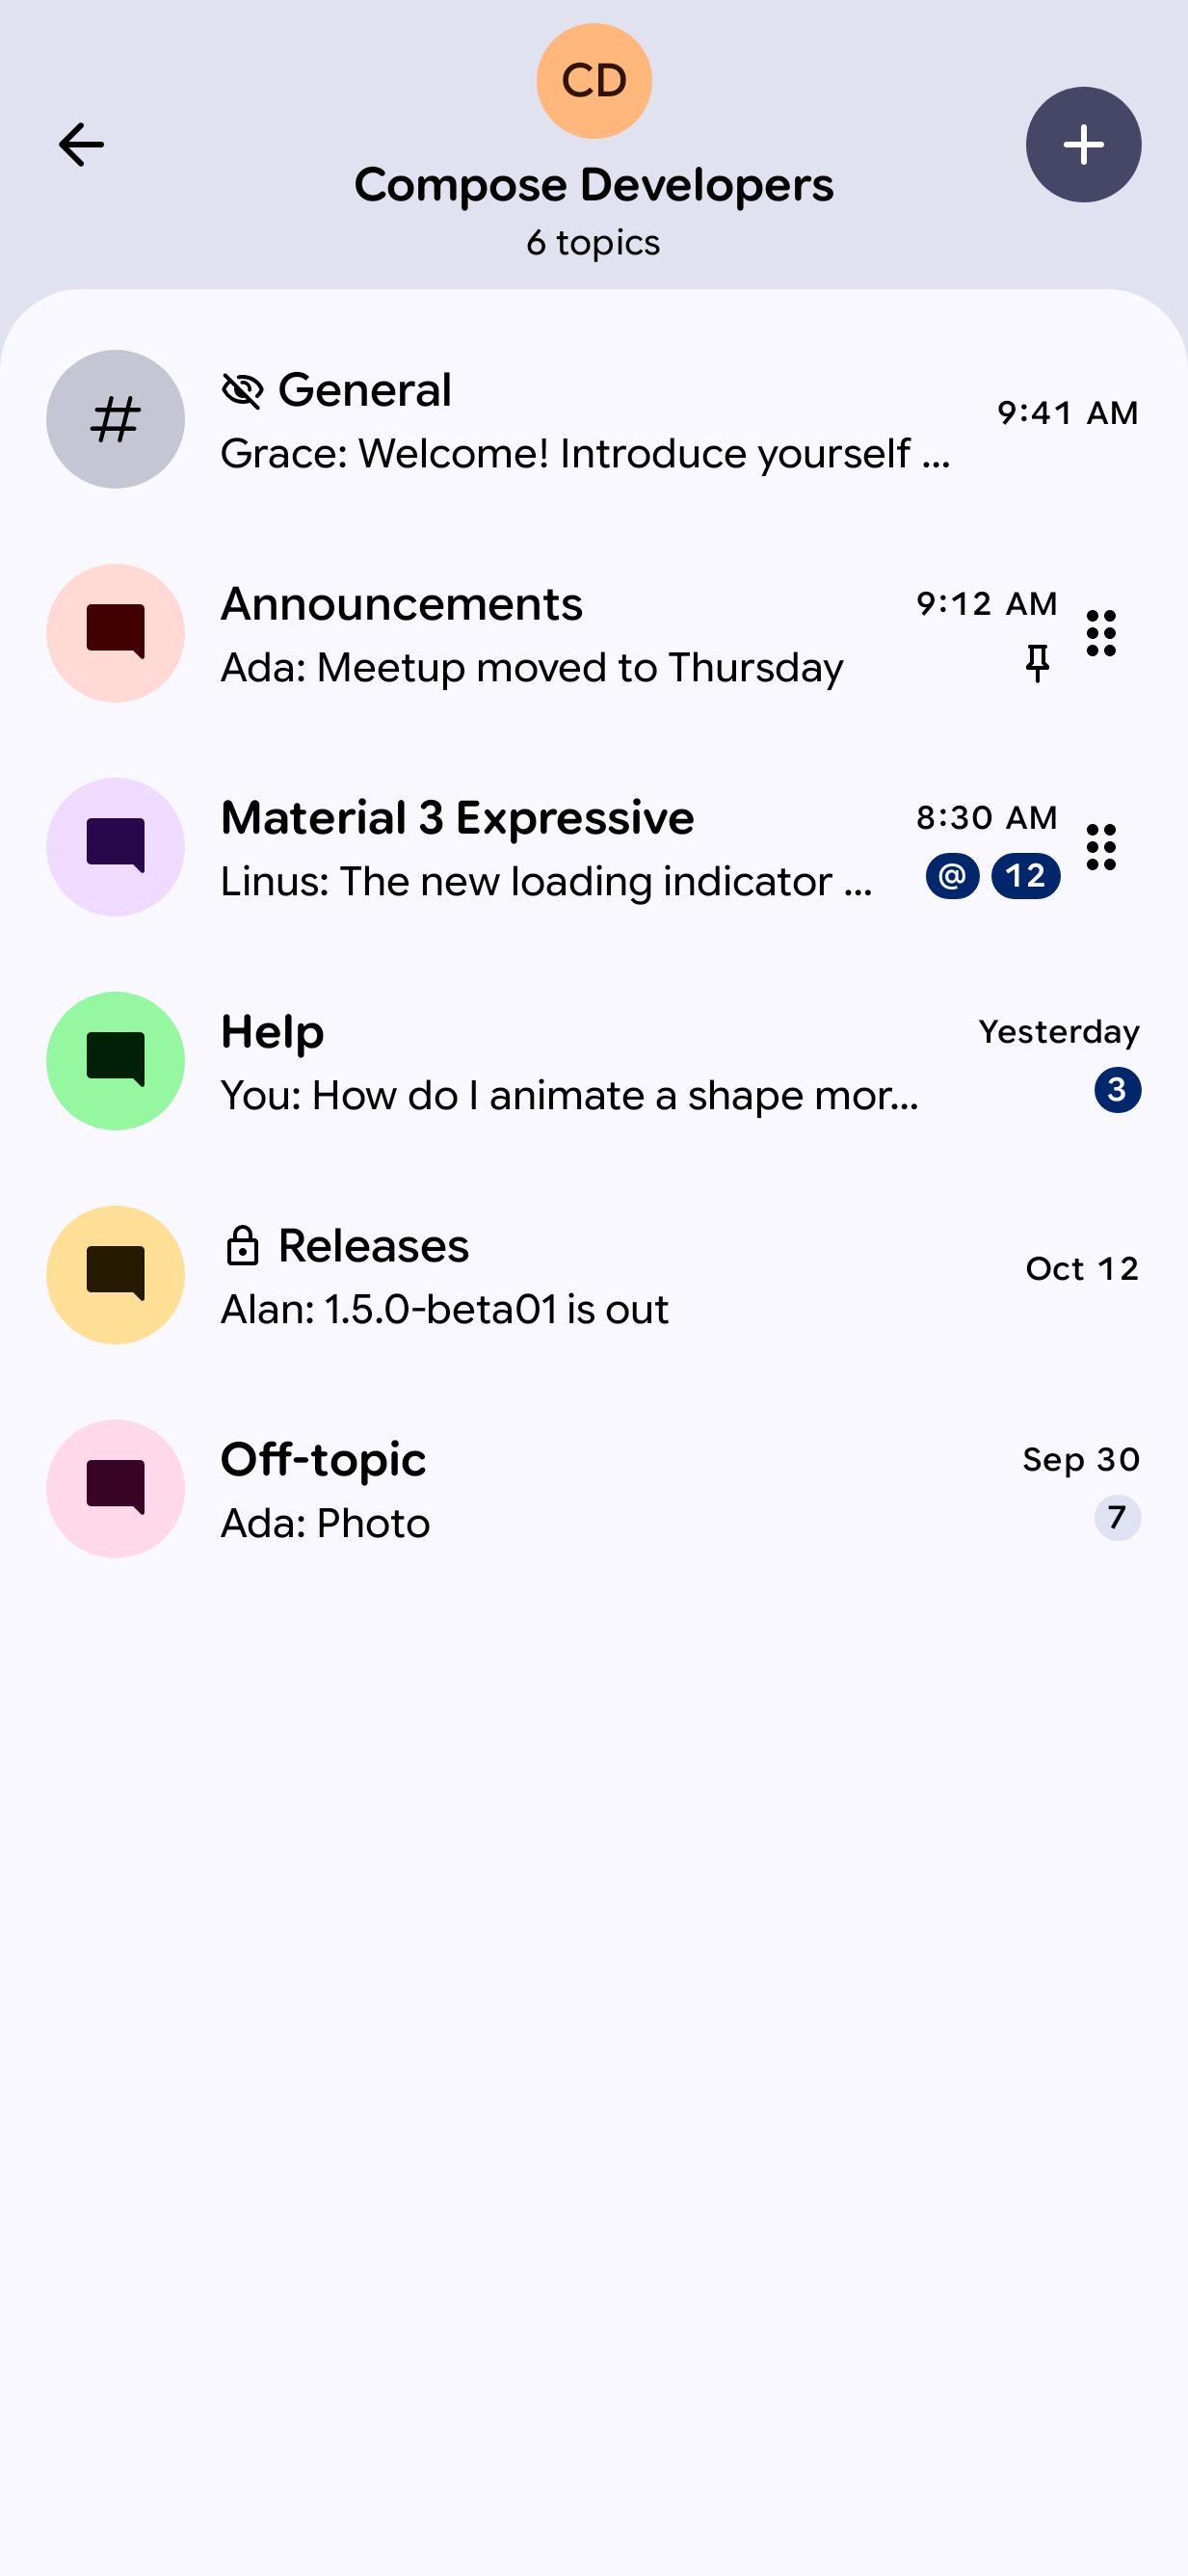 CD
Compose Developers
6 topics
General
9:41 AM
Grace: Welcome! Introduce yourself ...
Announcements
9:12 AM
Ada: Meetup moved to Thursday
Material 3 Expressive
8:30 AM
Linus: The new loading indicator ...
@ 12
Help
Yesterday
You: How do I animate a shape mor...
3
Releases
Oct 12
Alan: 1.5.0-beta01 is out
Off-topic
Sep 30
Ada: Photo
7